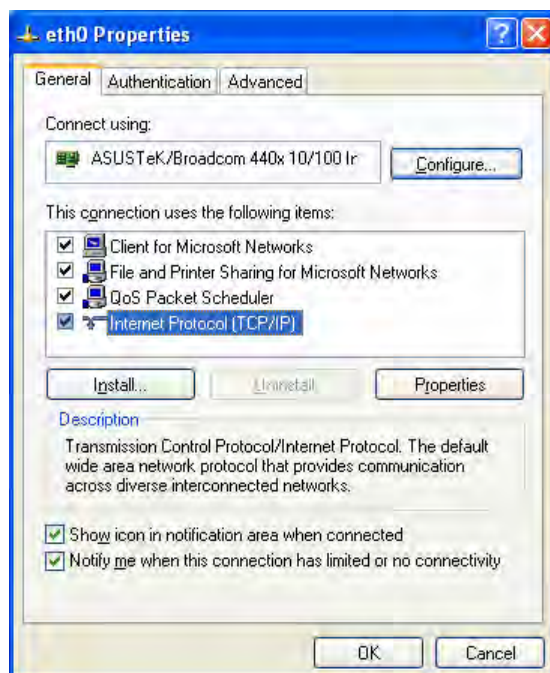 eth0 Properties
General Authentication Advanced
Connect using:
ASUSTeK/Broadcom 440x 10/100 Ir
Configure...
This connection uses the following items:
Client for Microsoft Networks
File and Printer Sharing for Microsoft Networks
QoS Packet Scheduler
Internet Protocol (TCP/IP)
Install... Uninstall Properties
Description
Transmission Control Protocol/Internet Protocol. The default
wide area network protocol that provides communication
across diverse interconnected networks.
Show icon in notification area when connected
Notify me when this connection has limited or no connectivity
OK Cancel